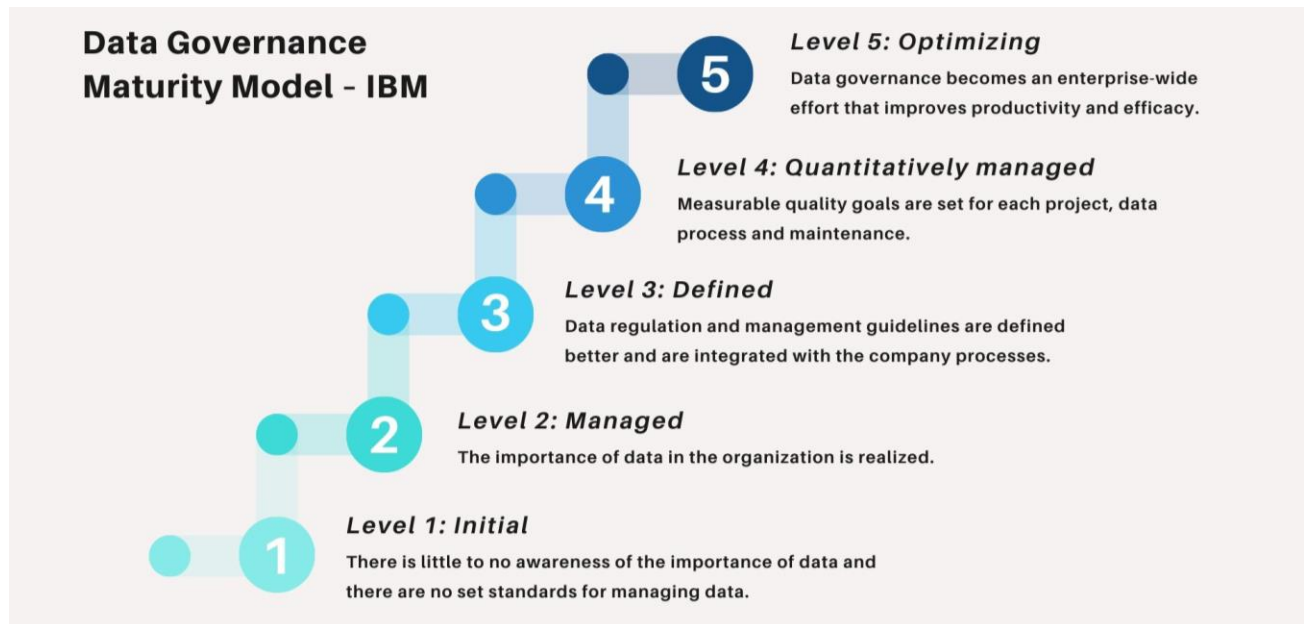 Data Governance
Maturity Model – IBM
5
Level 5: Optimizing
Data governance becomes an enterprise-wide
effort that improves productivity and efficacy.
4
Level 4: Quantitatively managed
Measurable quality goals are set for each project, data
process and maintenance.
3
Level 3: Defined
Data regulation and management guidelines are defined
better and are integrated with the company processes.
2
Level 2: Managed
The importance of data in the organization is realized.
1
Level 1: Initial
There is little to no awareness of the importance of data and
there are no set standards for managing data.